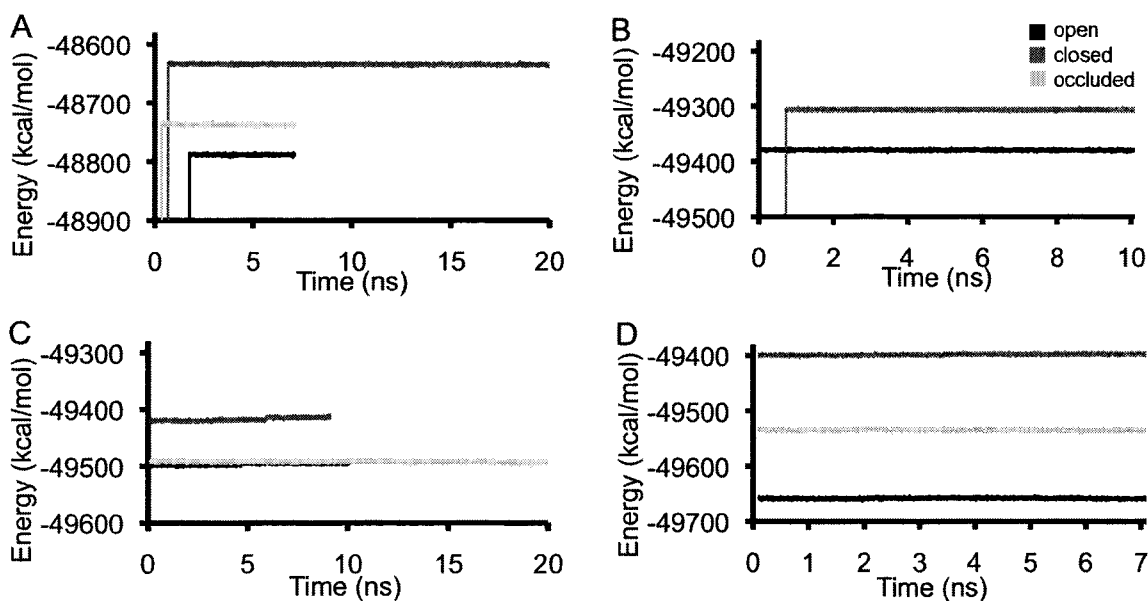 A
Energy (kcal/mol)
-48600
-48700
-48800
-48900
0 5 10 15 20
Time (ns)
B
Energy (kcal/mol)
-49200
-49300
-49400
-49500
0 2 4 6 8 10
Time (ns)
open
closed
occluded
C
Energy (kcal/mol)
-49300
-49400
-49500
-49600
0 5 10 15 20
Time (ns)
D
Energy (kcal/mol)
-49400
-49500
-49600
-49700
0 1 2 3 4 5 6 7
Time (ns)